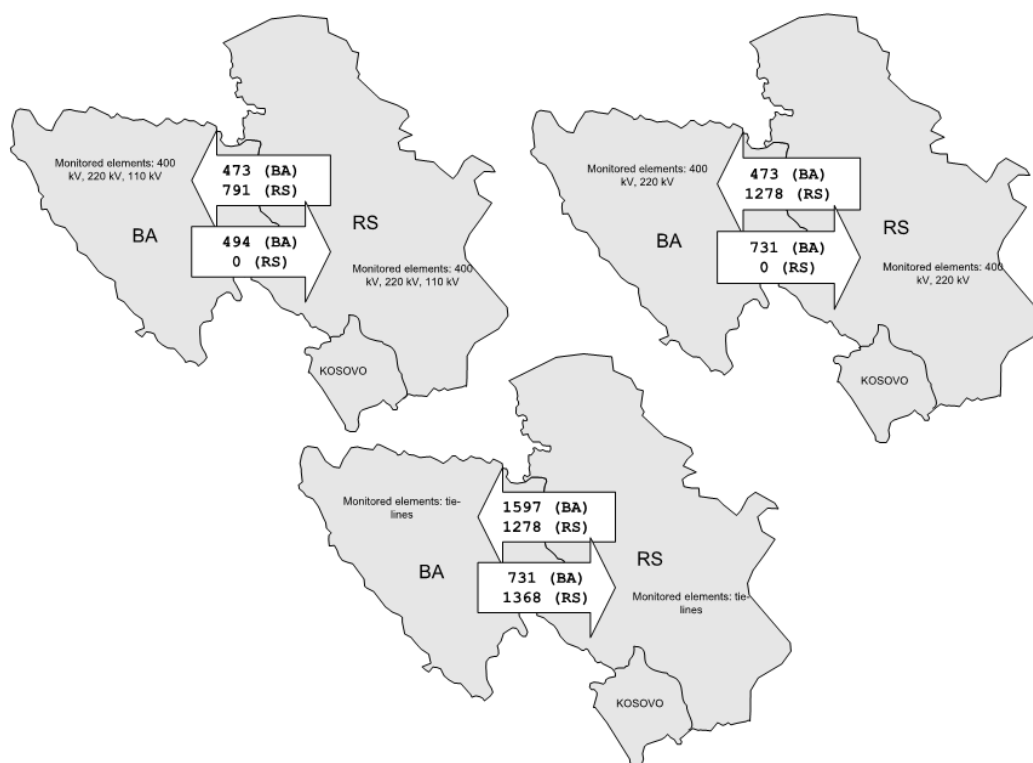 Monitored elements: 400
kV, 220 kV, 110 kV
473 (BA)
791 (RS)
BA
RS
494 (BA)
0 (RS)
Monitored elements: 400
kV, 220 kV, 110 kV
KOSOVO
Monitored elements: 400
kV, 220 kV
473 (BA)
1278 (RS)
BA
RS
731 (BA)
0 (RS)
Monitored elements: 400
kV, 220 kV
KOSOVO
Monitored elements: tie-
lines
1597 (BA)
1278 (RS)
BA
RS
731 (BA)
1368 (RS)
Monitored elements: tie-
lines
KOSOVO